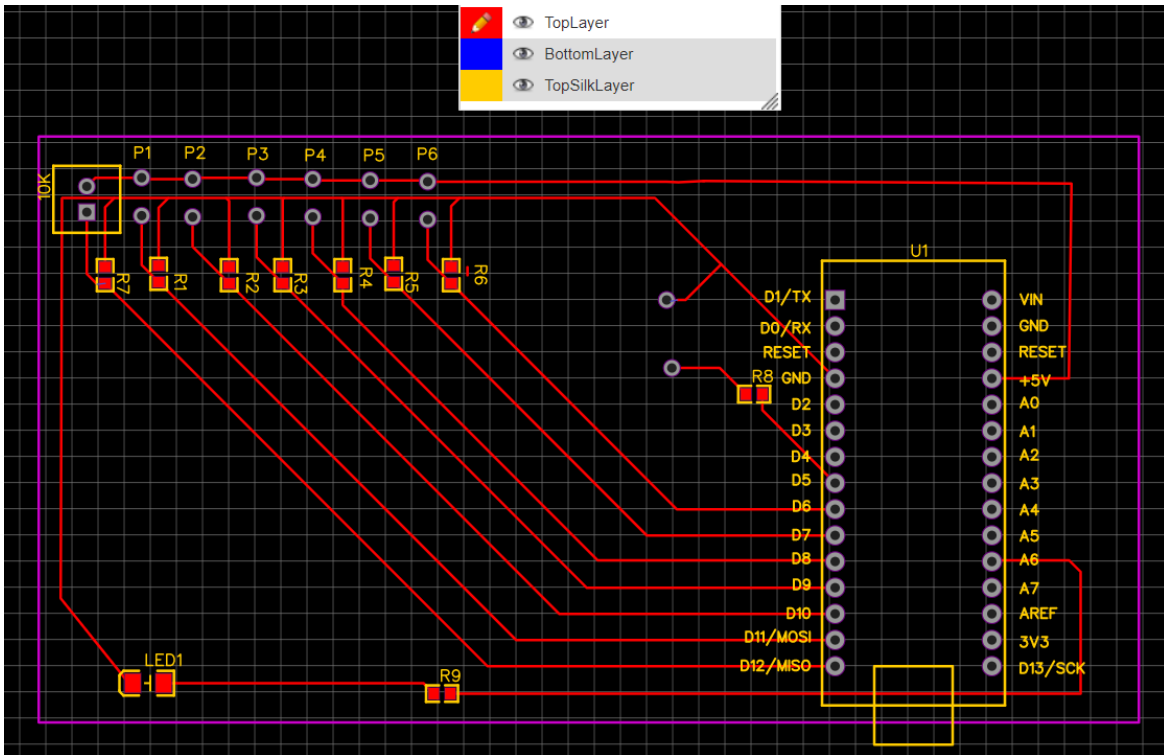 TopLayer
BottomLayer
TopSilkLayer
P1 P2 P3 P4 P5 P6
10K
R7 R1 R2 R3 R4 R5 R6
U1
D1/TX VIN
D0/RX GND
RESET RESET
R8 GND +5V
D2 A0
D3 A1
D4 A2
D5 A3
D6 A4
D7 A5
D8 A6
D9 A7
D10 AREF
D11/MOSI 3V3
D12/MISO D13/SCK
LED1
R9